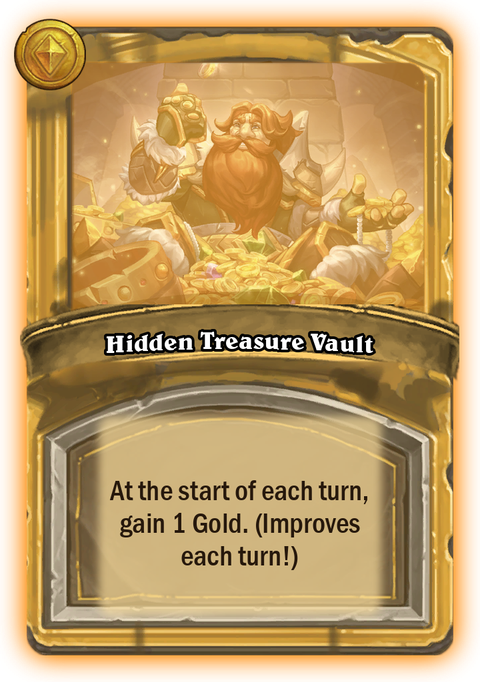 Hidden Treasure Vault
At the start of each turn,
gain 1 Gold. (Improves
each turn!)